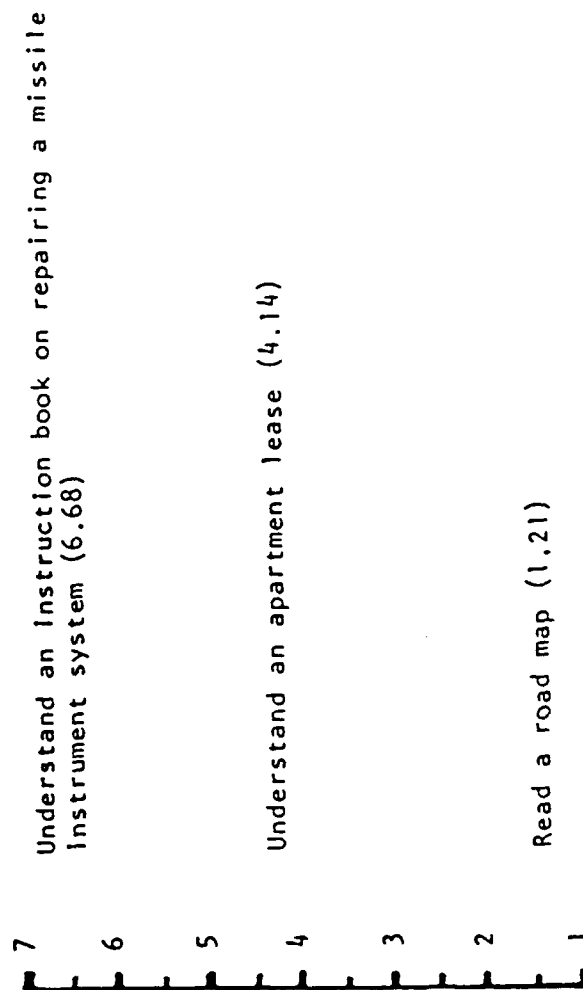 7
Understand an Instruction book on repairing a missile
Instrument system (6.68)
6
5
Understand an apartment lease (4.14)
4
3
2
Read a road map (1.21)
1